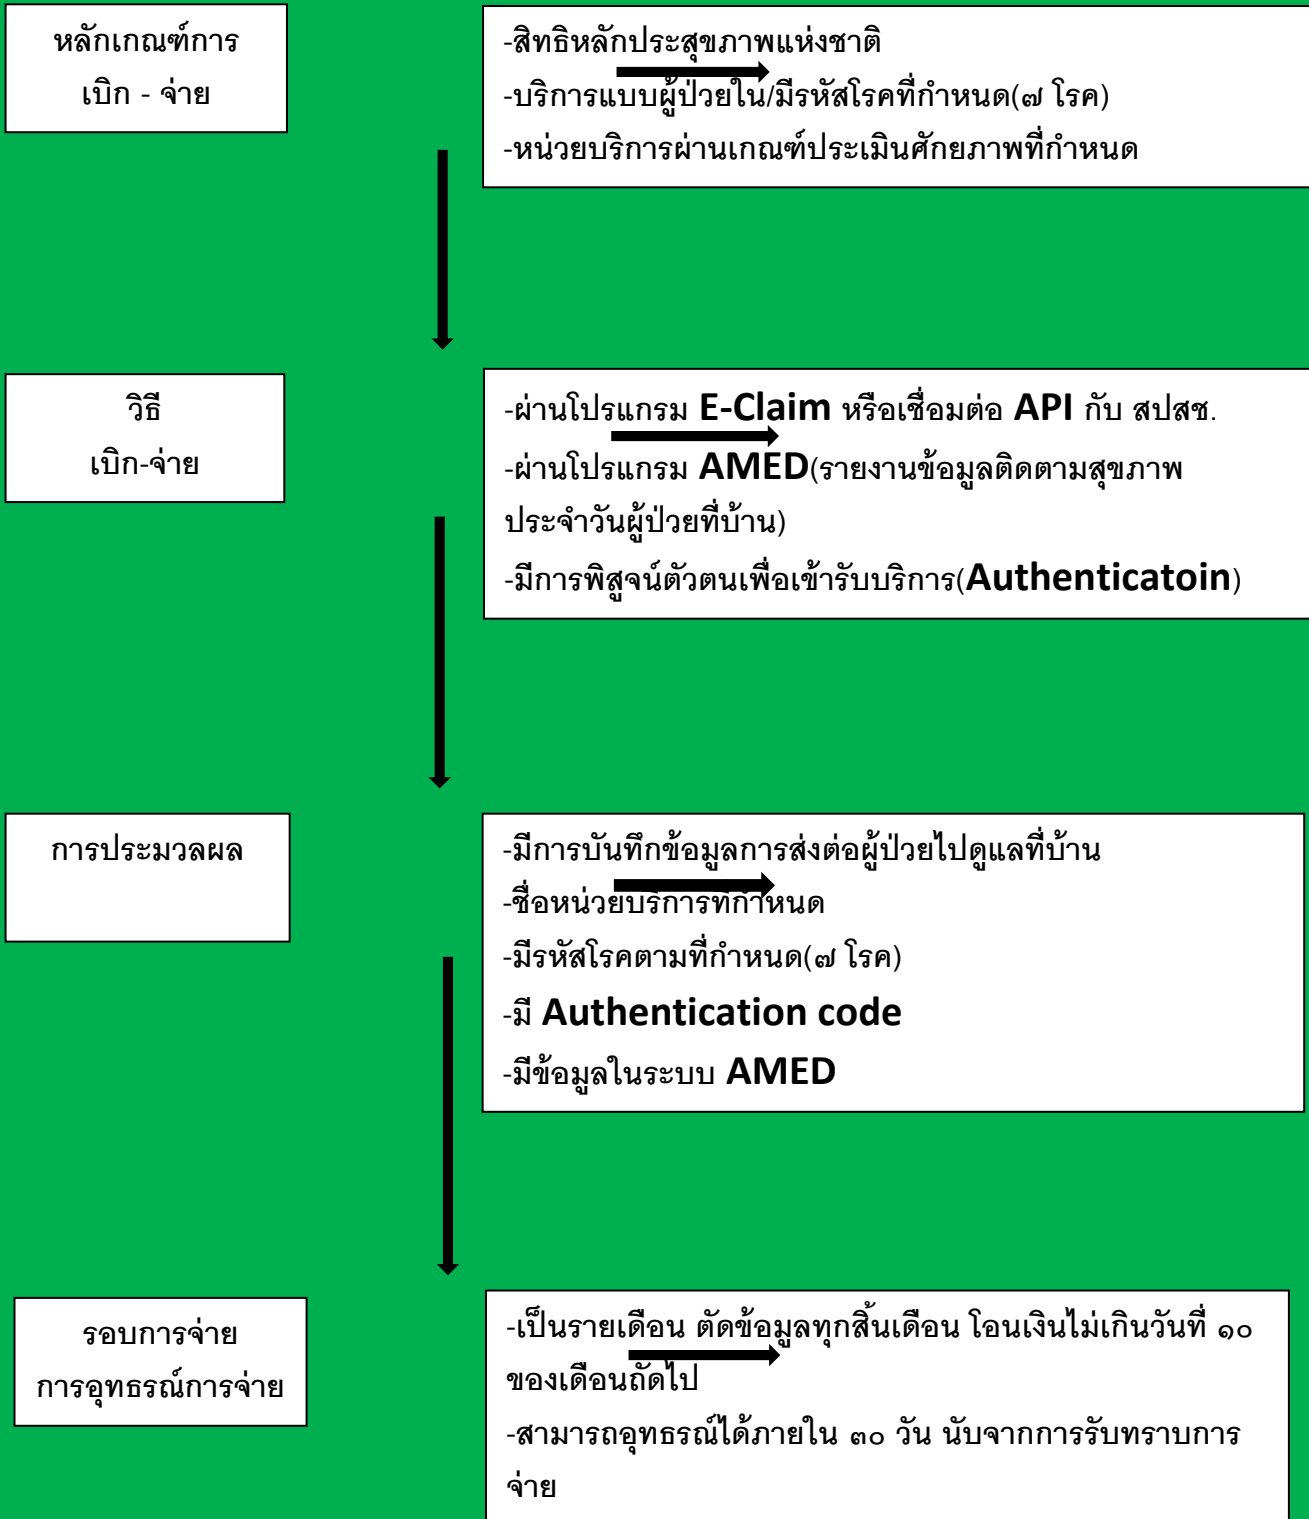 หลักเกณฑ์การ
เบิก - จ่าย
-สิทธิหลักประสุขภาพแห่งชาติ
-บริการแบบผู้ป่วยใน/มีรหัสโรคที่กำหนด(๗ โรค)
-หน่วยบริการผ่านเกณฑ์ประเมินศักยภาพที่กำหนด
วิธี
เบิก-จ่าย
-ผ่านโปรแกรม E-Claim หรือเชื่อมต่อ API กับ สปสช.
-ผ่านโปรแกรม AMED(รายงานข้อมูลติดตามสุขภาพ
ประจำวันผู้ป่วยที่บ้าน)
-มีการพิสูจน์ตัวตนเพื่อเข้ารับบริการ(Authenticatoin)
การประมวลผล
-มีการบันทึกข้อมูลการส่งต่อผู้ป่วยไปดูแลที่บ้าน
-ชื่อหน่วยบริการที่กำหนด
-มีรหัสโรคตามที่กำหนด(๗ โรค)
-มี Authentication code
-มีข้อมูลในระบบ AMED
รอบการจ่าย
การอุทธรณ์การจ่าย
-เป็นรายเดือน ตัดข้อมูลทุกสิ้นเดือน โอนเงินไม่เกินวันที่ ๑๐
ของเดือนถัดไป
-สามารถอุทธรณ์ได้ภายใน ๓๐ วัน นับจากการรับทราบการ
จ่าย